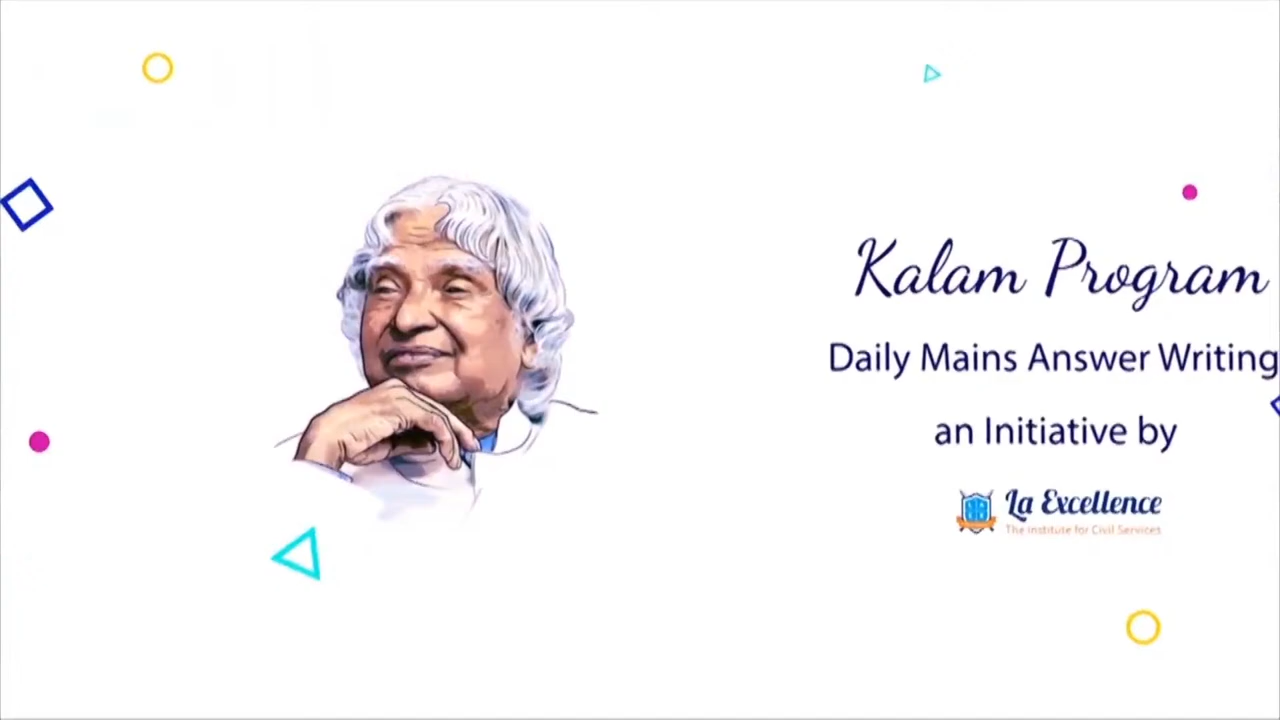 Kalam Program
Daily Mains Answer Writing
an Initiative by
La Excellence
The Institute for Civil Services